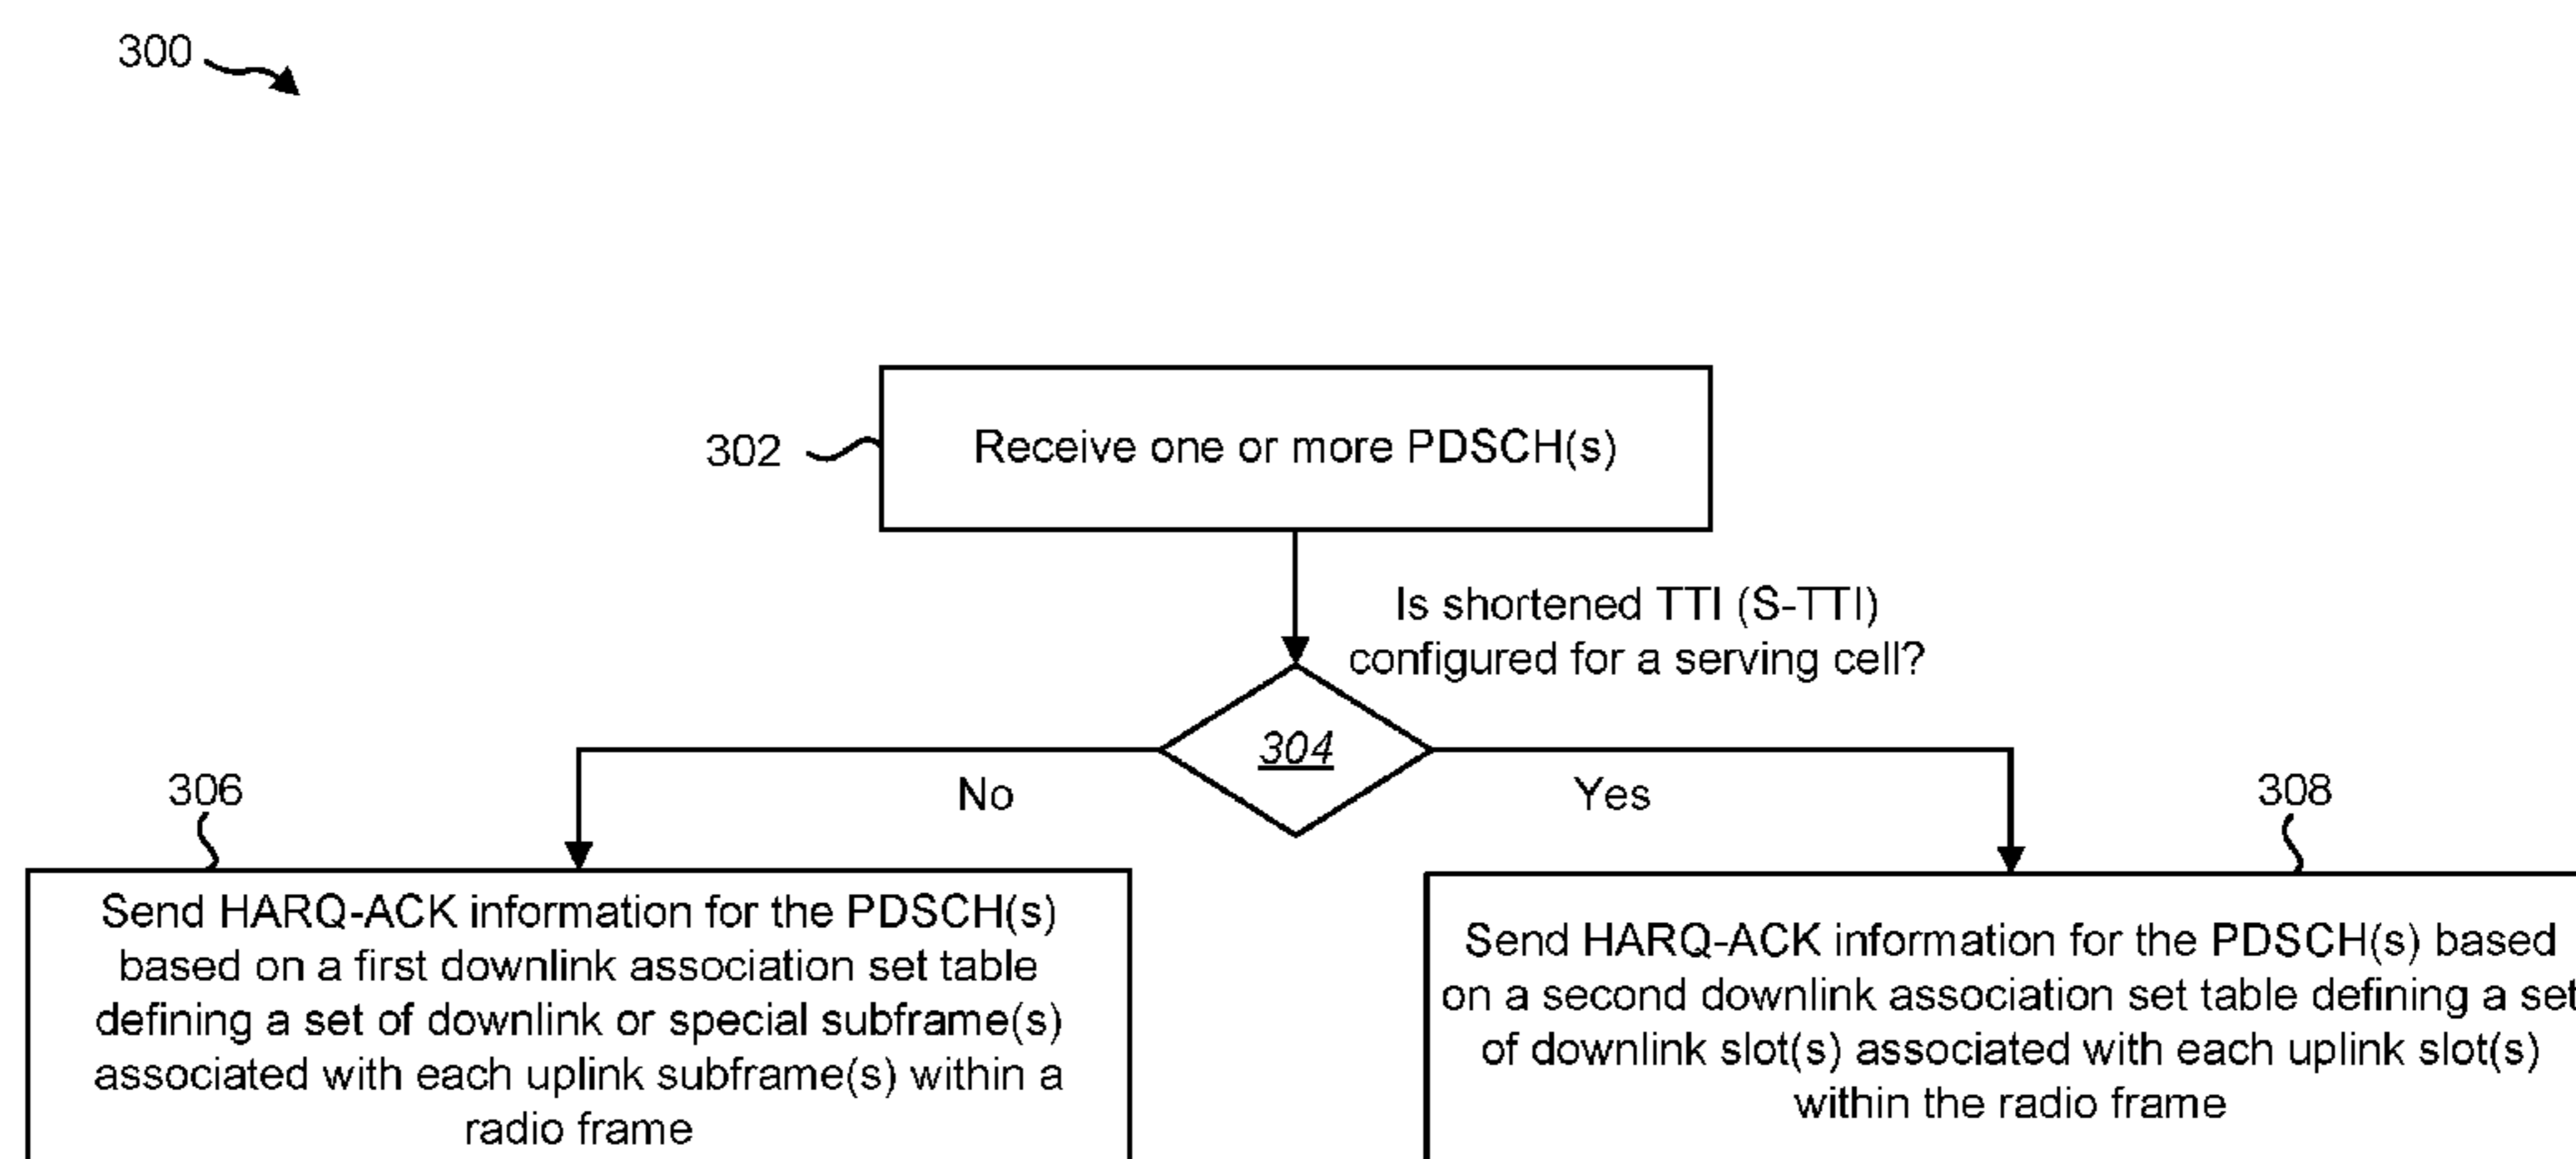 300
302
Receive one or more PDSCH(s)
Is shortened TTI (S-TTI)
configured for a serving cell?
304
No
Yes
306
308
Send HARQ-ACK information for the PDSCH(s)
based on a first downlink association set table
defining a set of downlink or special subframe(s)
associated with each uplink subframe(s) within a
radio frame
Send HARQ-ACK information for the PDSCH(s) based
on a second downlink association set table defining a set
of downlink slot(s) associated with each uplink slot(s)
within the radio frame